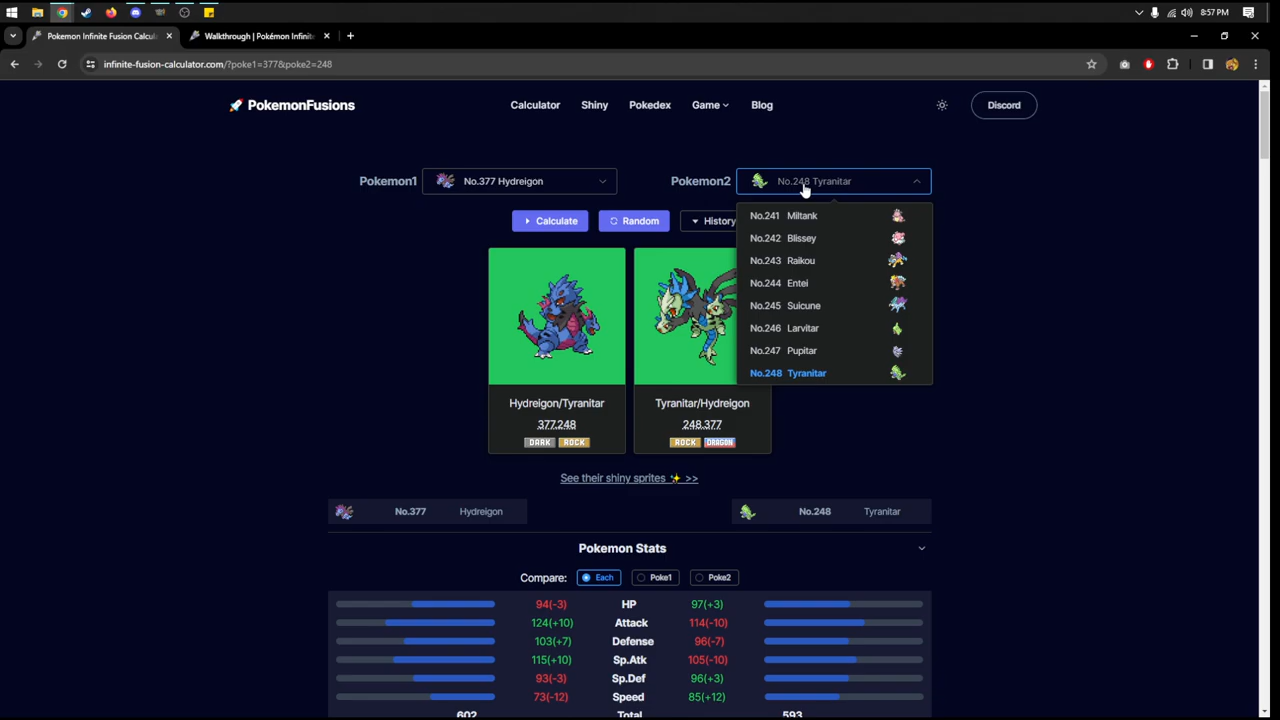 8:57 PM
Pokemon Infinite Fusion Calcul
Walkthrough | Pokémon Infinite
infinite-fusion-calculator.com/?poke1=377&poke2=248
PokemonFusions
Calculator Shiny Pokedex Game Blog Discord
Pokemon1 No.377 Hydreigon Pokemon2 No.248 Tyranitar
Calculate Random History
No.241 Miltank
No.242 Blissey
No.243 Raikou
No.244 Entei
No.245 Suicune
No.246 Larvitar
No.247 Pupitar
No.248 Tyranitar
Hydreigon/Tyranitar Tyranitar/Hydreigon
377.248 248.377
DARK ROCK ROCK DRAGON
See their shiny sprites ✨ >>
No.377 Hydreigon No.248 Tyranitar
Pokemon Stats
Compare: Each Poke1 Poke2
94(-3) HP 97(+3)
124(+10) Attack 114(-10)
103(+7) Defense 96(-7)
115(+10) Sp.Atk 105(-10)
93(-3) Sp.Def 96(+3)
73(-12) Speed 85(+12)
602 Total 593